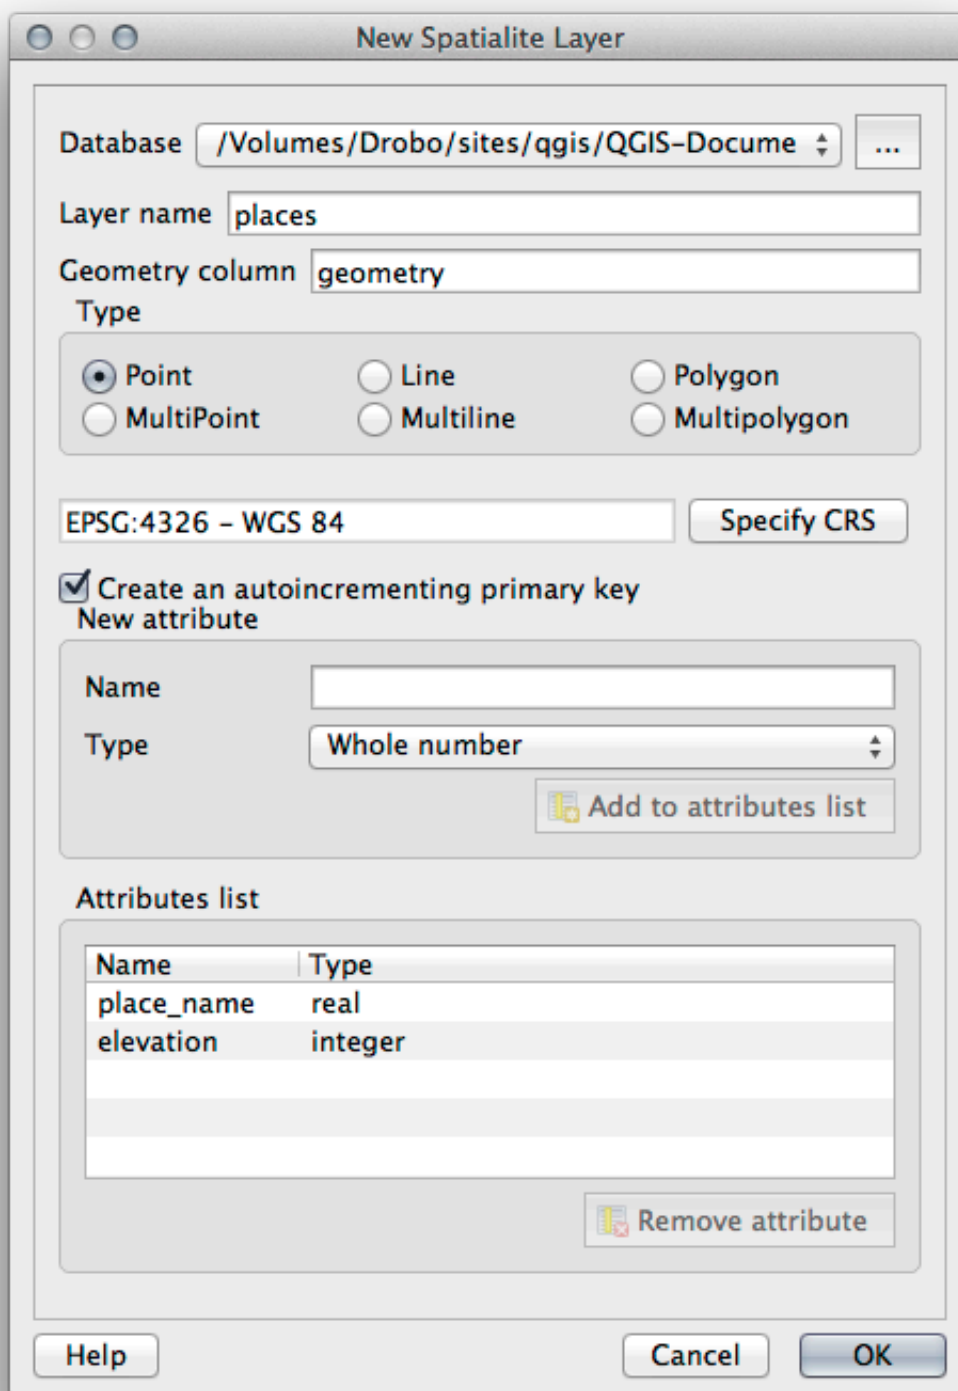 New Spatialite Layer
Database /Volumes/Drobo/sites/qgis/QGIS-Docume ...
Layer name places
Geometry column geometry
Type
Point Line Polygon
MultiPoint Multiline Multipolygon
EPSG:4326 – WGS 84 Specify CRS
Create an autoincrementing primary key
New attribute
Name
Type Whole number
Add to attributes list
Attributes list
Name Type
place_name real
elevation integer
Remove attribute
Help Cancel OK